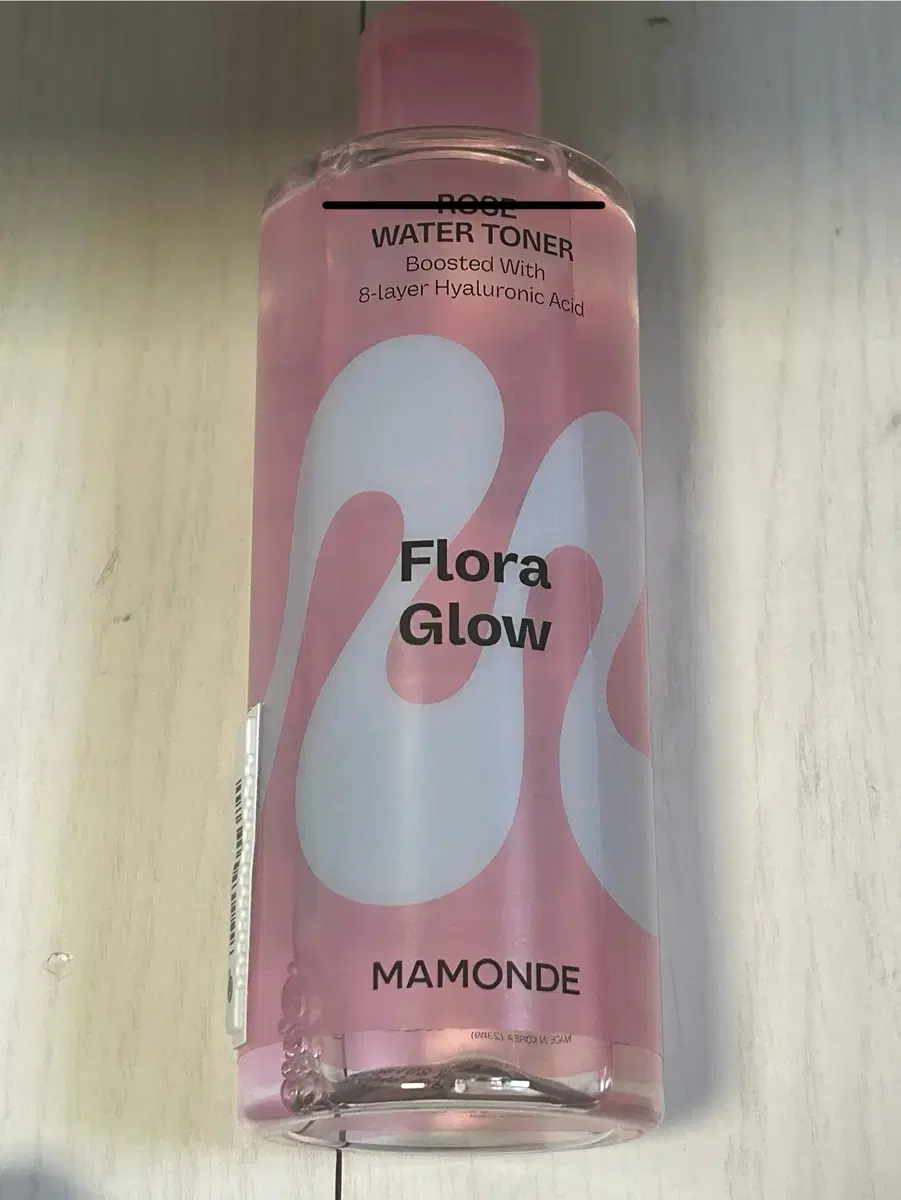 ROSE
WATER TONER
Boosted With
8-layer Hyaluronic Acid
Flora
Glow
MAMONDE